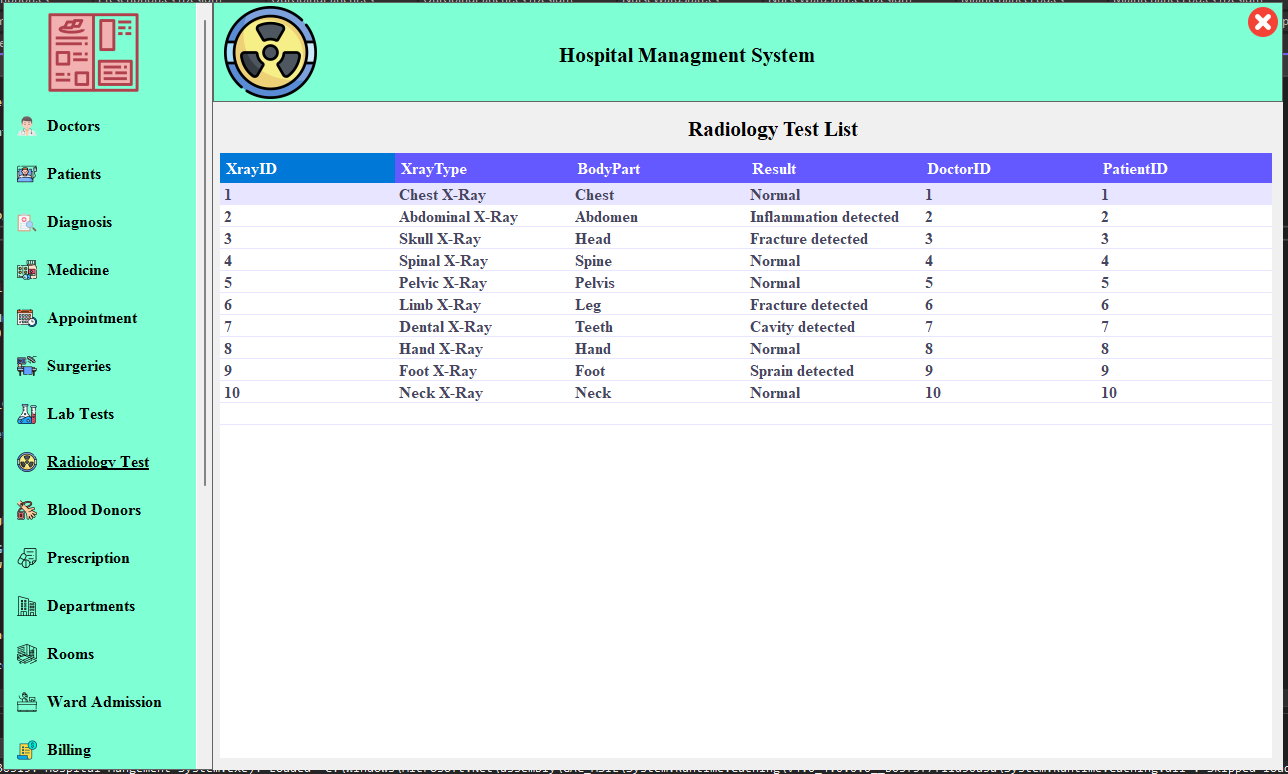 Hospital Managment System
Doctors
Patients
Diagnosis
Medicine
Appointment
Surgeries
Lab Tests
Radiology Test
Blood Donors
Prescription
Departments
Rooms
Ward Admission
Billing
Radiology Test List
XrayID XrayType BodyPart Result DoctorID PatientID
1 Chest X-Ray Chest Normal 1 1
2 Abdominal X-Ray Abdomen Inflammation detected 2 2
3 Skull X-Ray Head Fracture detected 3 3
4 Spinal X-Ray Spine Normal 4 4
5 Pelvic X-Ray Pelvis Normal 5 5
6 Limb X-Ray Leg Fracture detected 6 6
7 Dental X-Ray Teeth Cavity detected 7 7
8 Hand X-Ray Hand Normal 8 8
9 Foot X-Ray Foot Sprain detected 9 9
10 Neck X-Ray Neck Normal 10 10